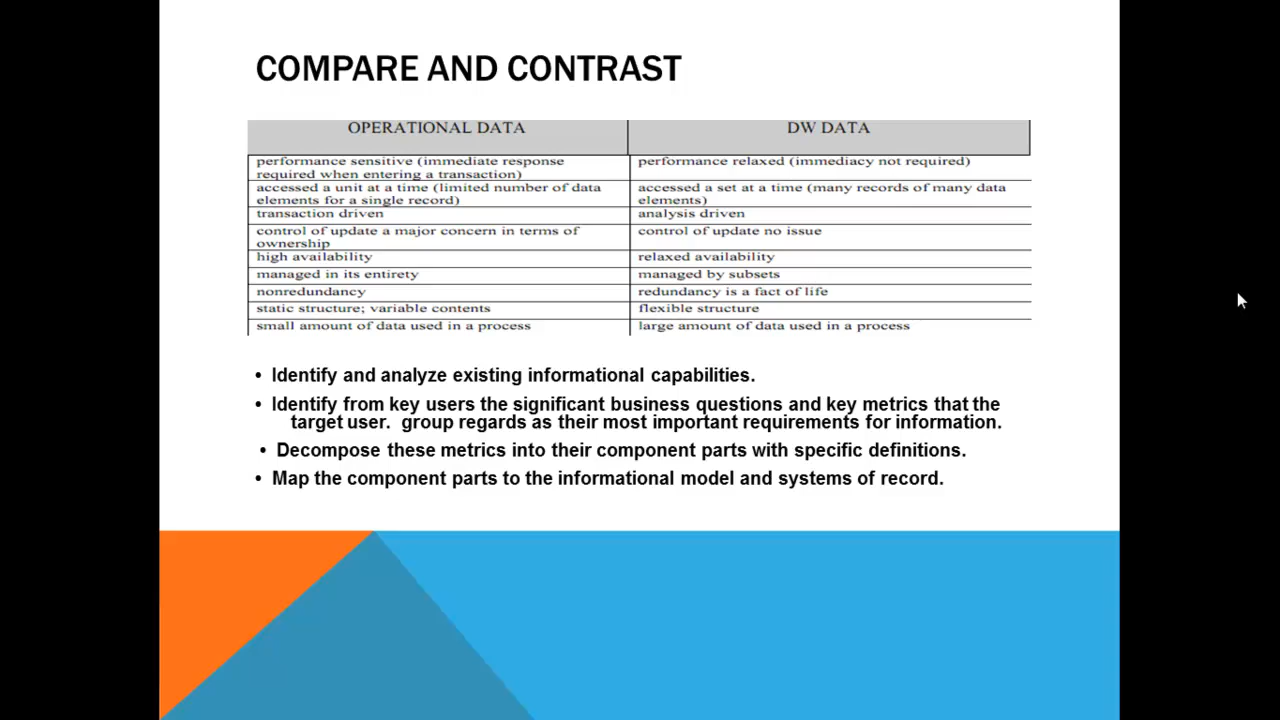 COMPARE AND CONTRAST
OPERATIONAL DATA DW DATA
performance sensitive (immediate response performance relaxed (immediacy not required)
required when entering a transaction)
accessed a unit at a time (limited number of data accessed a set at a time (many records of many data
elements for a single record) elements)
transaction driven analysis driven
control of update a major concern in terms of control of update no issue
ownership
high availability relaxed availability
managed in its entirety managed by subsets
nonredundancy redundancy is a fact of life
static structure; variable contents flexible structure
small amount of data used in a process large amount of data used in a process
• Identify and analyze existing informational capabilities.
• Identify from key users the significant business questions and key metrics that the
target user. group regards as their most important requirements for information.
• Decompose these metrics into their component parts with specific definitions.
• Map the component parts to the informational model and systems of record.